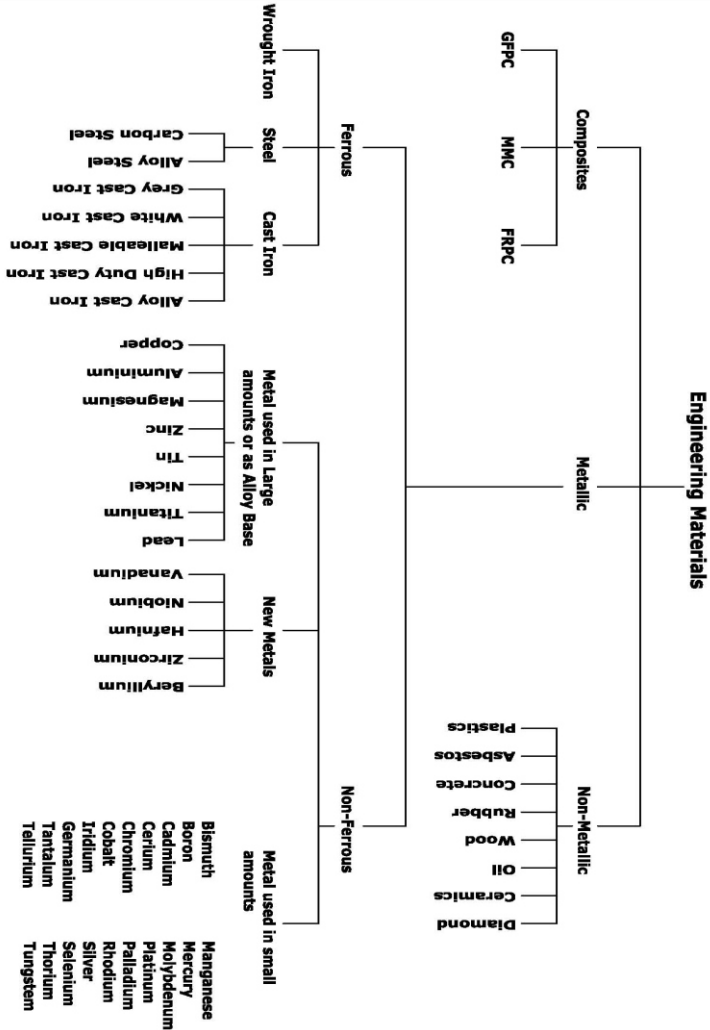 Engineering Materials
Composites
Metallic
Non-Metallic
GFPC
MMC
FRPC
Plastics
Asbestos
Concrete
Rubber
Wood
Oil
Ceramics
Diamond
Ferrous
Non-Ferrous
Wrought Iron
Steel
Cast Iron
Metal used in Large
amounts or as Alloy Base
New Metals
Metal used in small
amounts
Carbon Steel
Alloy Steel
Grey Cast Iron
White Cast Iron
Malleable Cast Iron
High Duty Cast Iron
Alloy Cast Iron
Copper
Aluminium
Magnesium
Zinc
Tin
Nickel
Titanium
Lead
Vanadium
Niobium
Hafnium
Zirconium
Beryllium
Bismuth
Boron
Cadmium
Cerium
Chromium
Cobalt
Iridium
Germanium
Tantalum
Tellurium
Manganese
Mercury
Molybdenum
Platinum
Palladium
Rhodium
Silver
Selenium
Thorium
Tungstem